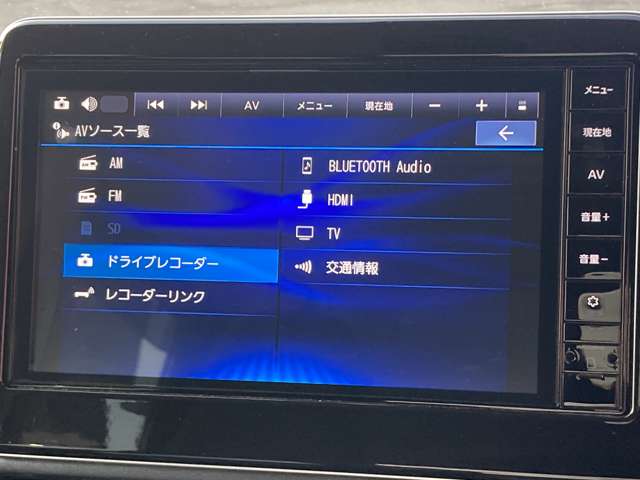 AV メニュー 現在地 − +
AVソース一覧
AM
FM
SD
ドライブレコーダー
レコーダーリンク
BLUETOOTH Audio
HDMI
TV
交通情報
メニュー
現在地
AV
音量+
音量−